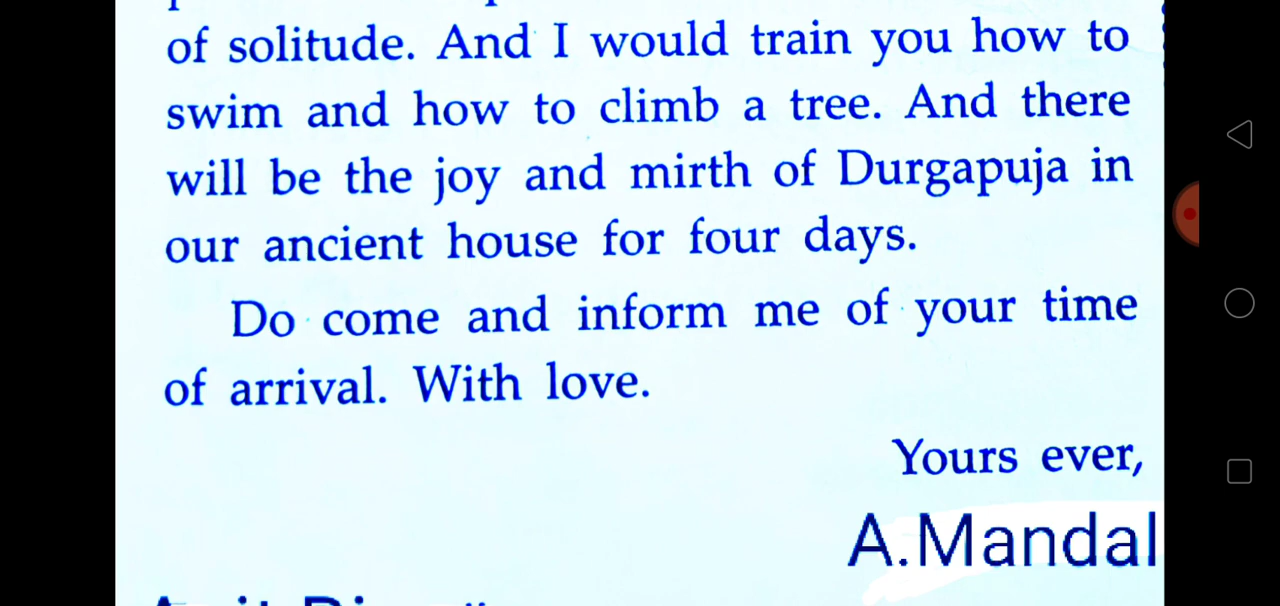 of solitude. And I would train you how to
swim and how to climb a tree. And there
will be the joy and mirth of Durgapuja in
our ancient house for four days.
Do come and inform me of your time
of arrival. With love.
Yours ever,
A.Mandal